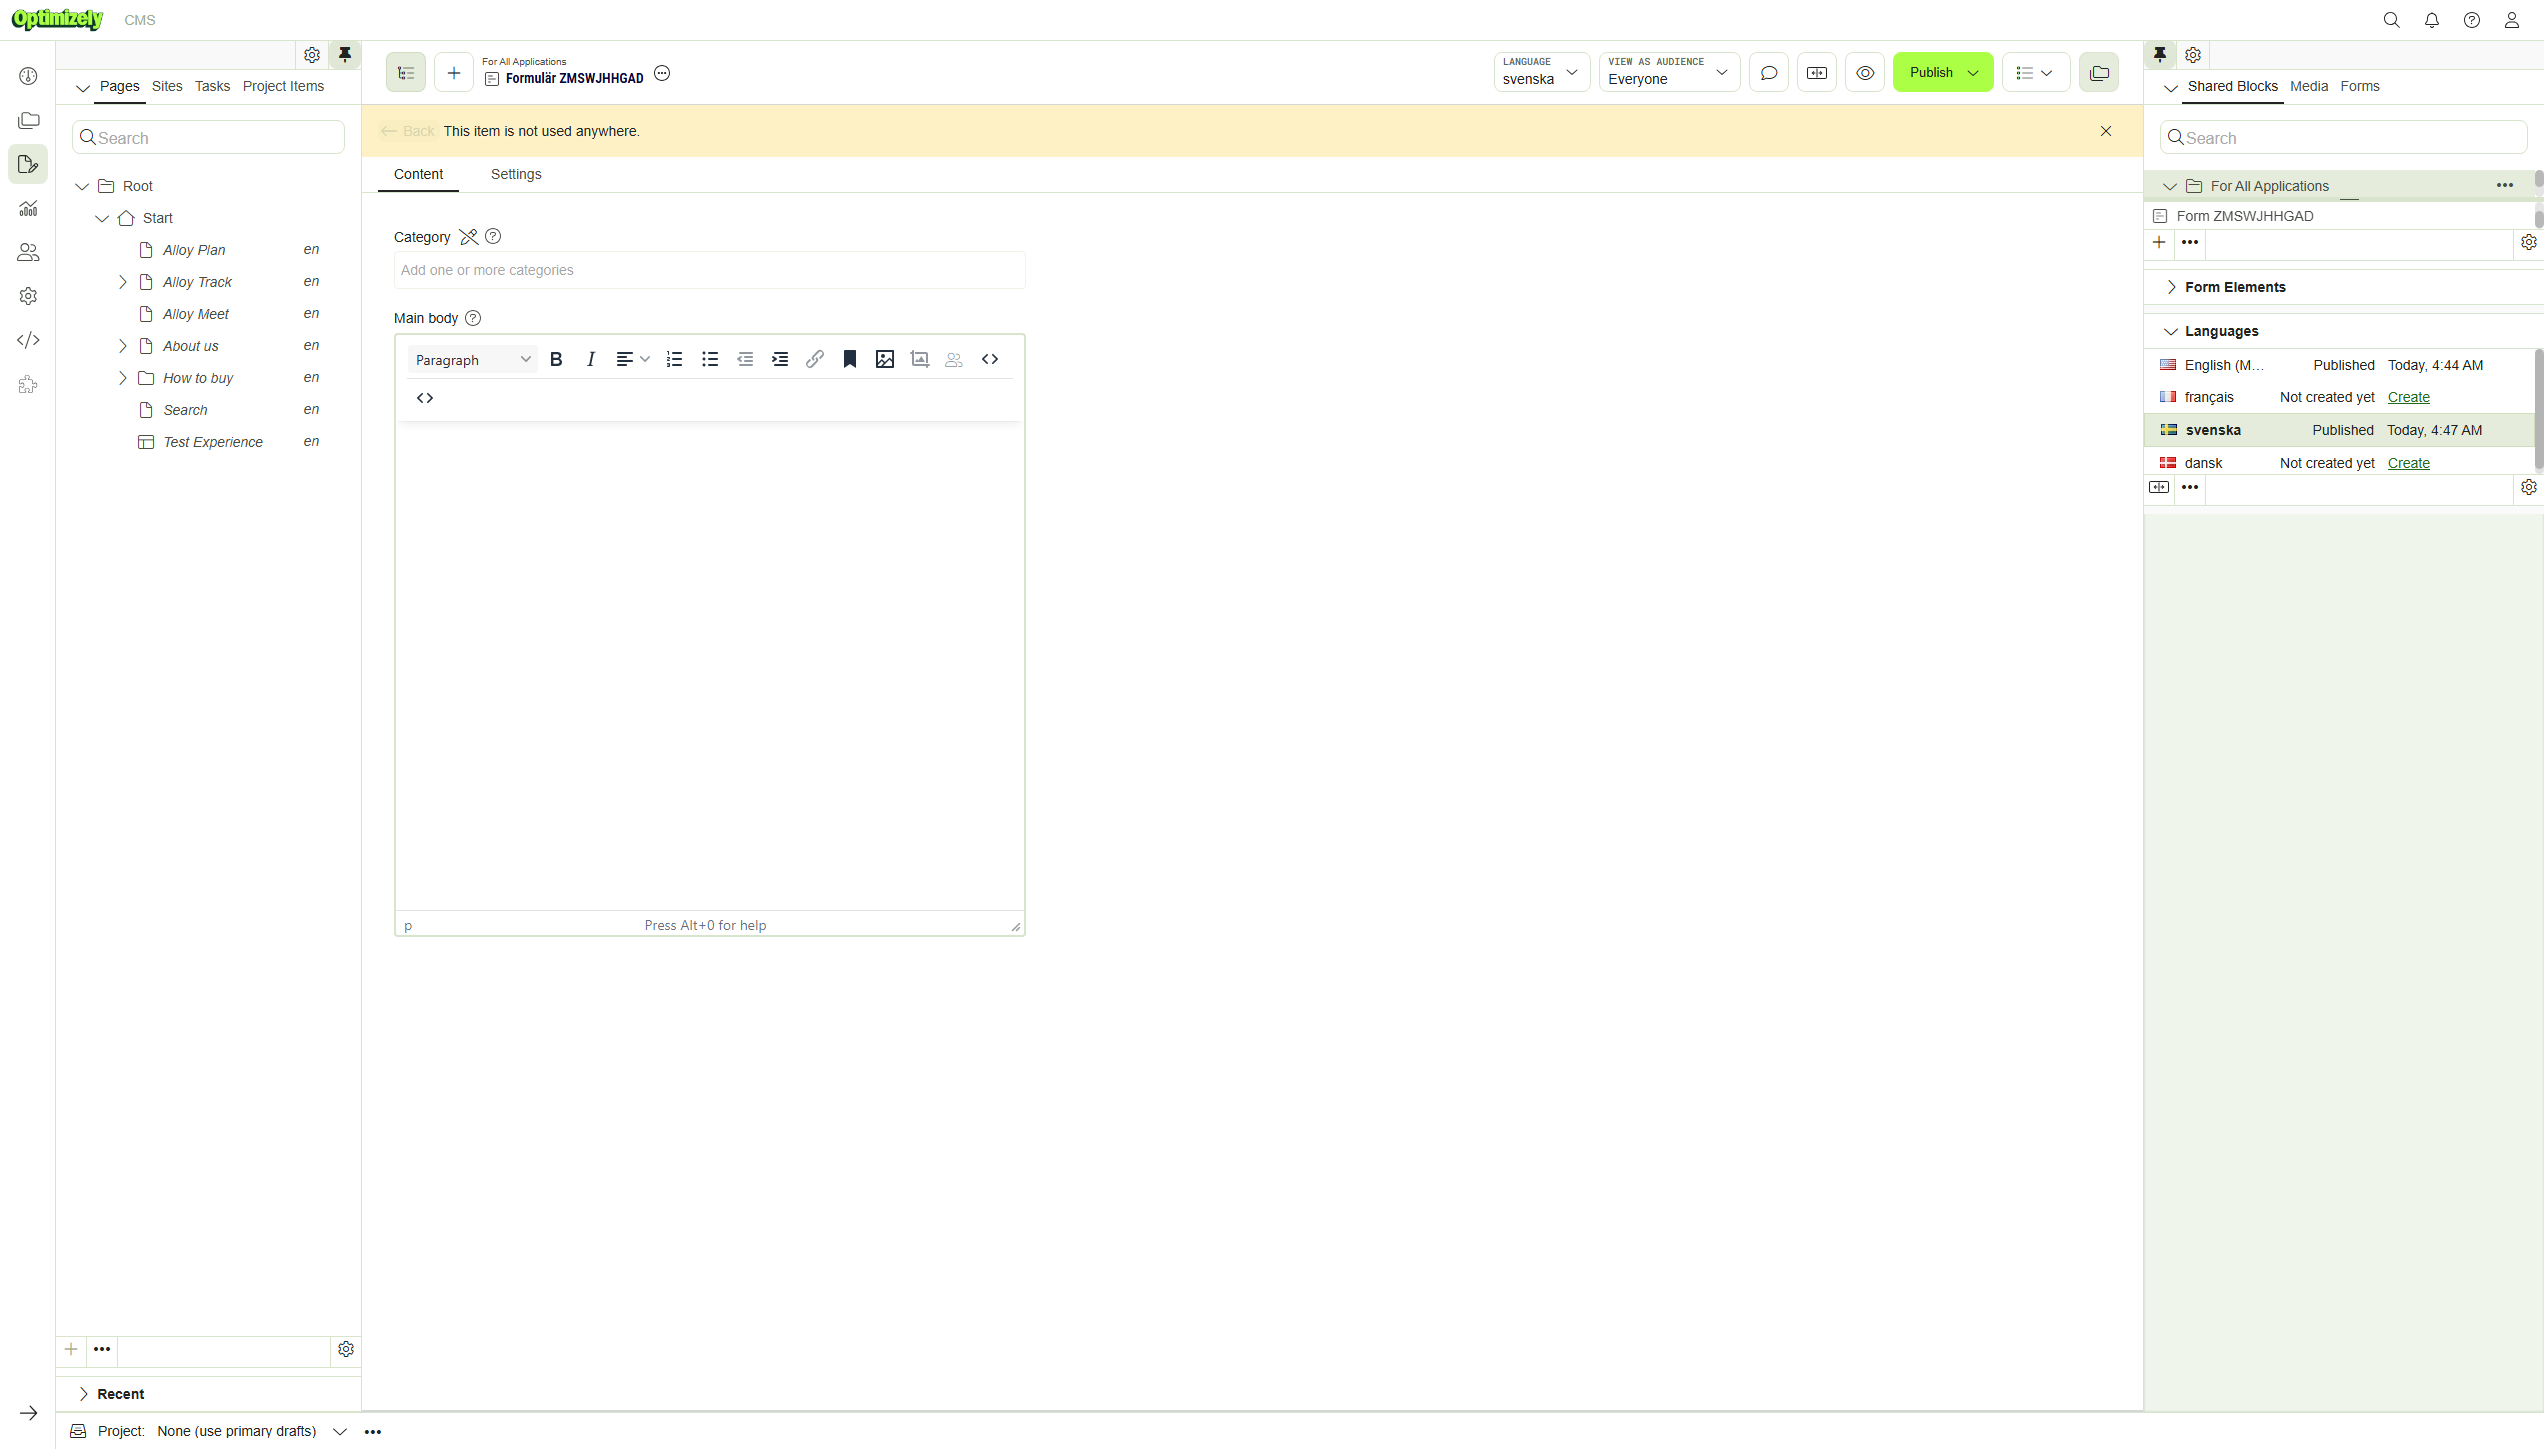 Optimizely CMS
Pages Sites Tasks Project Items
Search
Root
Start
Alloy Plan en
Alloy Track en
Alloy Meet en
About us en
How to buy en
Search en
Test Experience en
Recent
Project: None (use primary drafts)
For All Applications
Formulär ZMSWJHHGAD
LANGUAGE
svenska
VIEW AS AUDIENCE
Everyone
Publish
Back This item is not used anywhere.
Content Settings
Category
Add one or more categories
Main body
Paragraph
p Press Alt+0 for help
Shared Blocks Media Forms
Search
For All Applications
Form ZMSWJHHGAD
Form Elements
Languages
English (M... Published Today, 4:44 AM
français Not created yet Create
svenska Published Today, 4:47 AM
dansk Not created yet Create